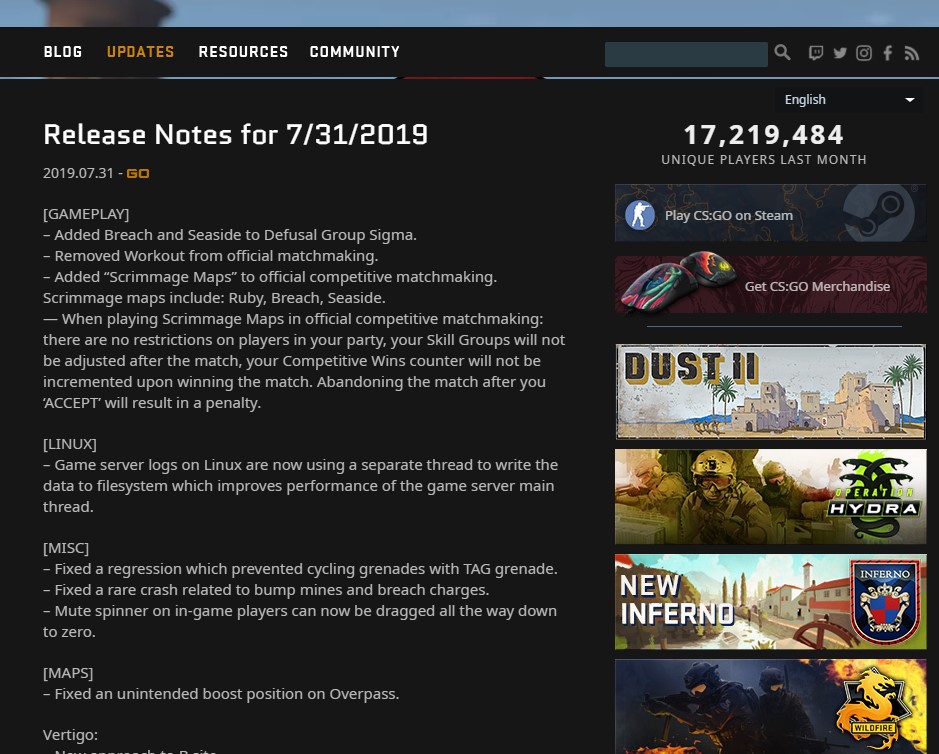 BLOG UPDATES RESOURCES COMMUNITY
English
Release Notes for 7/31/2019
2019.07.31 - GO
[GAMEPLAY]
– Added Breach and Seaside to Defusal Group Sigma.
– Removed Workout from official matchmaking.
– Added “Scrimmage Maps” to official competitive matchmaking.
Scrimmage maps include: Ruby, Breach, Seaside.
— When playing Scrimmage Maps in official competitive matchmaking:
there are no restrictions on players in your party, your Skill Groups will not
be adjusted after the match, your Competitive Wins counter will not be
incremented upon winning the match. Abandoning the match after you
‘ACCEPT’ will result in a penalty.
[LINUX]
– Game server logs on Linux are now using a separate thread to write the
data to filesystem which improves performance of the game server main
thread.
[MISC]
– Fixed a regression which prevented cycling grenades with TAG grenade.
– Fixed a rare crash related to bump mines and breach charges.
– Mute spinner on in-game players can now be dragged all the way down
to zero.
[MAPS]
– Fixed an unintended boost position on Overpass.
Vertigo:
– New approach to B site
17,219,484
UNIQUE PLAYERS LAST MONTH
Play CS:GO on Steam
Get CS:GO Merchandise
DUST II
OPERATION
HYDRA
NEW
INFERNO
INFERNO
WILDFIRE